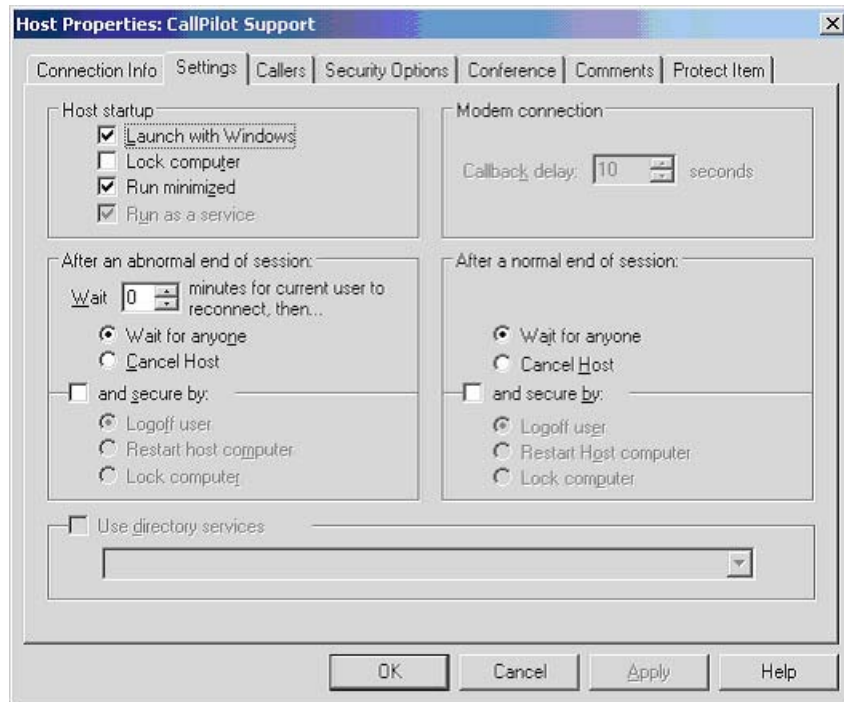 Host Properties: CallPilot Support
Connection Info Settings Callers Security Options Conference Comments Protect Item
Host startup
Launch with Windows
Lock computer
Run minimized
Run as a service
Modem connection
Callback delay: 10 seconds
After an abnormal end of session:
Wait 0 minutes for current user to
reconnect, then...
Wait for anyone
Cancel Host
and secure by:
Logoff user
Restart host computer
Lock computer
After a normal end of session:
Wait for anyone
Cancel Host
and secure by:
Logoff user
Restart Host computer
Lock computer
Use directory services
OK Cancel Apply Help